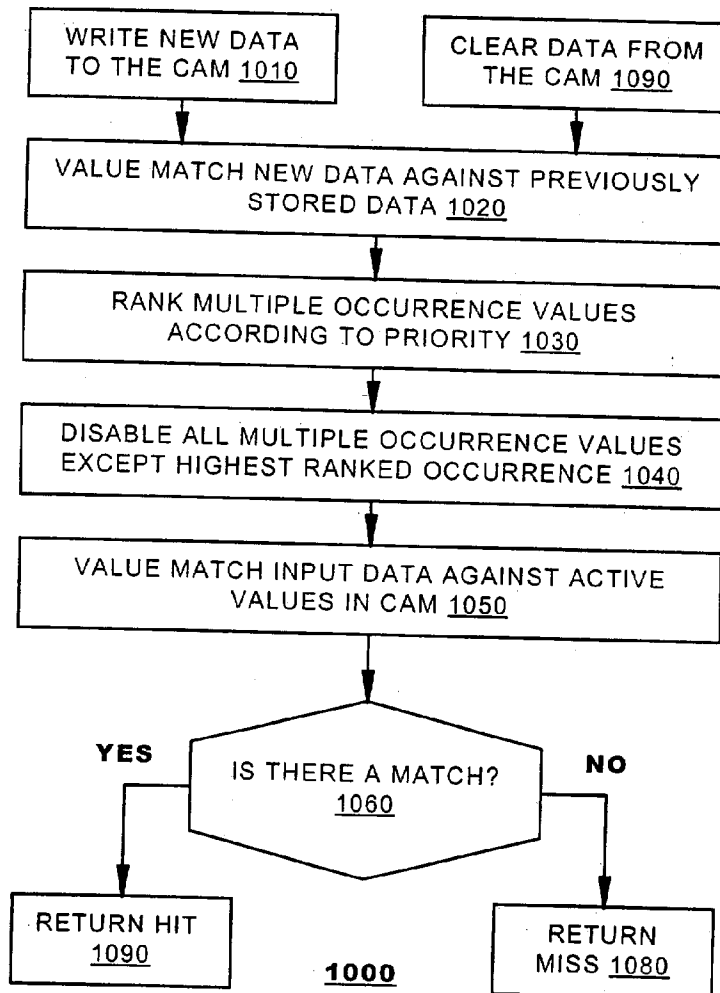 WRITE NEW DATA
TO THE CAM 1010
CLEAR DATA FROM
THE CAM 1090
VALUE MATCH NEW DATA AGAINST PREVIOUSLY
STORED DATA 1020
RANK MULTIPLE OCCURRENCE VALUES
ACCORDING TO PRIORITY 1030
DISABLE ALL MULTIPLE OCCURRENCE VALUES
EXCEPT HIGHEST RANKED OCCURRENCE 1040
VALUE MATCH INPUT DATA AGAINST ACTIVE
VALUES IN CAM 1050
YES
IS THERE A MATCH?
1060
NO
RETURN HIT
1090
RETURN
MISS 1080
1000